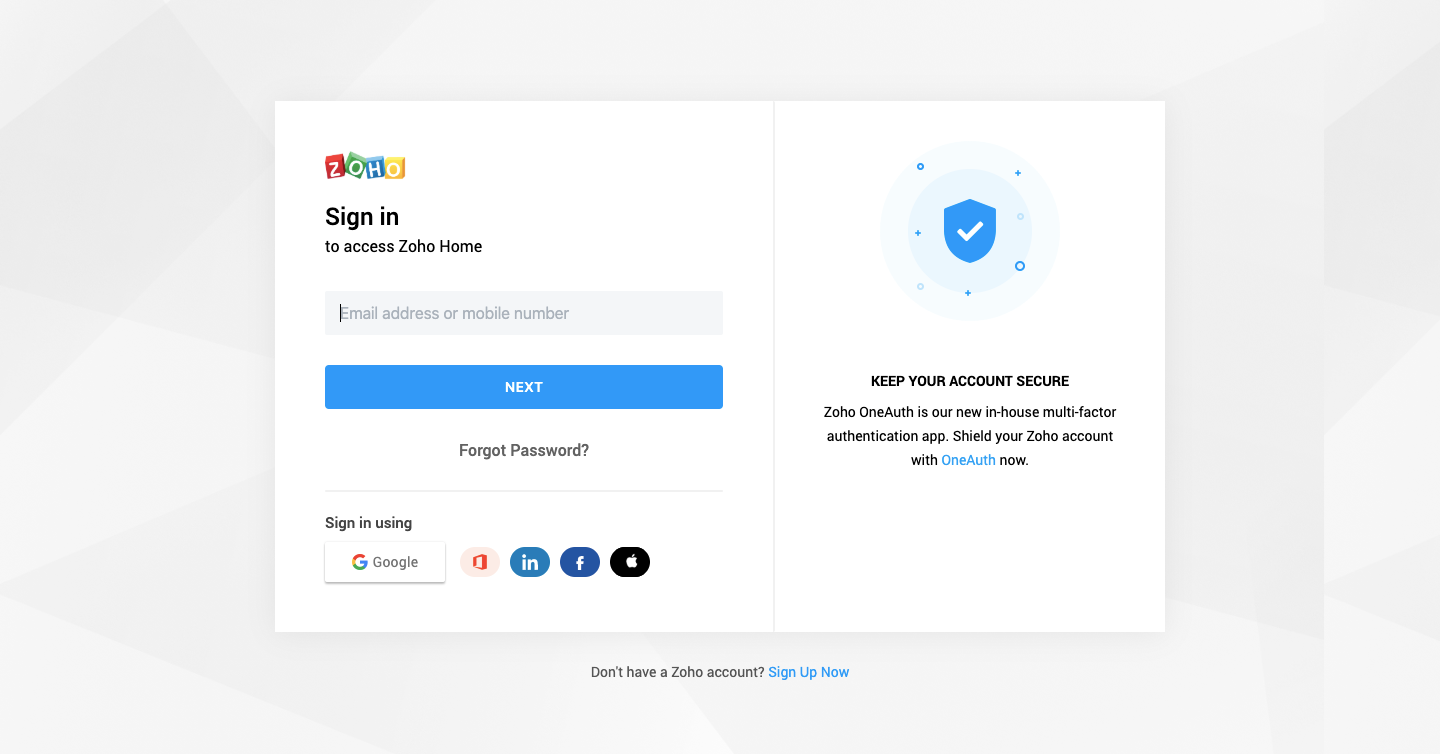 ZOHO
Sign in
to access Zoho Home
Email address or mobile number
NEXT
Forgot Password?
Sign in using
Google
in
f
KEEP YOUR ACCOUNT SECURE
Zoho OneAuth is our new in-house multi-factor
authentication app. Shield your Zoho account
with OneAuth now.
Don't have a Zoho account? Sign Up Now